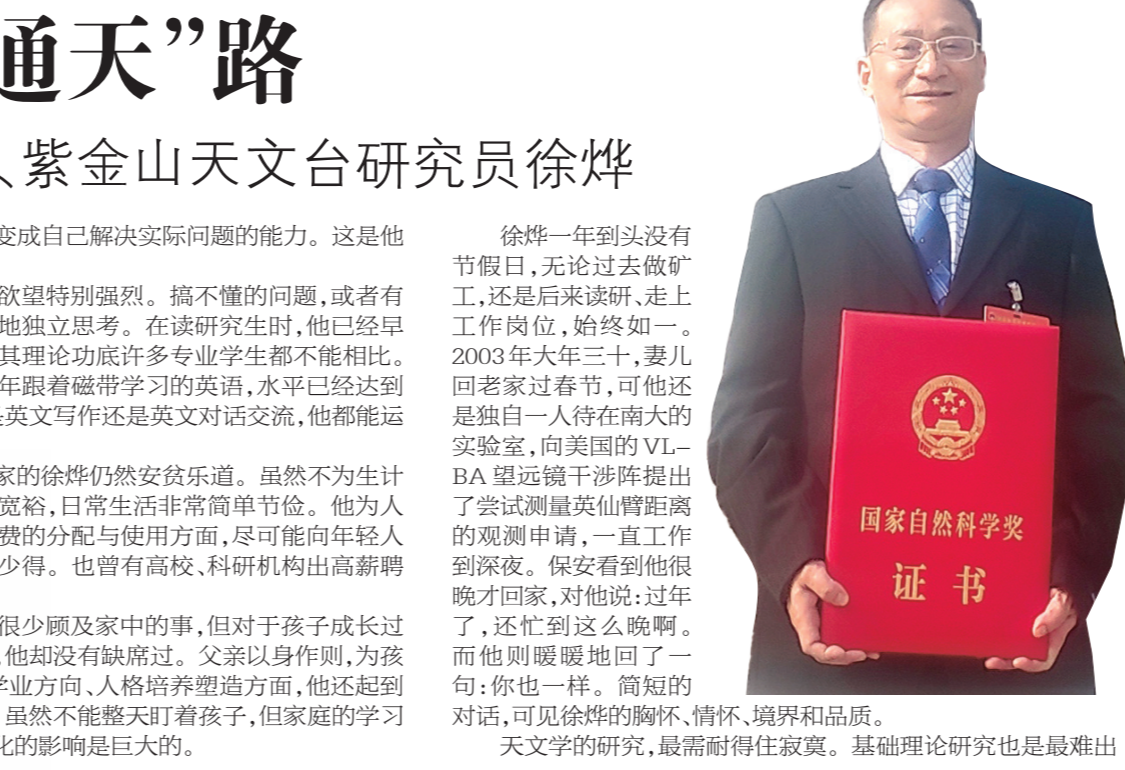 通天”路
、紫金山天文台研究员徐烨
变成自己解决实际问题的能力。这是他
欲望特别强烈。搞不懂的问题,或者有
地独立思考。在读研究生时,他已经早
其理论功底许多专业学生都不能相比。
年跟着磁带学习的英语,水平已经达到
是英文写作还是英文对话交流,他都能运
家的徐烨仍然安贫乐道。虽然不为生计
宽裕,日常生活非常简单节俭。他为人
费的分配与使用方面,尽可能向年轻人
少得。也曾有高校、科研机构出高薪聘
很少顾及家中的事,但对于孩子成长过
,他却没有缺席过。父亲以身作则,为孩
学业方向、人格培养塑造方面,他还起到
虽然不能整天盯着孩子,但家庭的学习
化的影响是巨大的。
徐烨一年到头没有
节假日,无论过去做矿
工,还是后来读研、走上
工作岗位,始终如一。
2003年大年三十,妻儿
回老家过春节,可他还
是独自一人待在南大的
实验室,向美国的VL-
BA望远镜干涉阵提出
了尝试测量英仙臂距离
的观测申请,一直工作
到深夜。保安看到他很
晚才回家,对他说:过年
了,还忙到这么晚啊。
而他则暖暖地回了一
句:你也一样。简短的
对话,可见徐烨的胸怀、情怀、境界和品质。
天文学的研究,最需耐得住寂寞。基础理论研究也是最难出
国家自然科学奖
证书